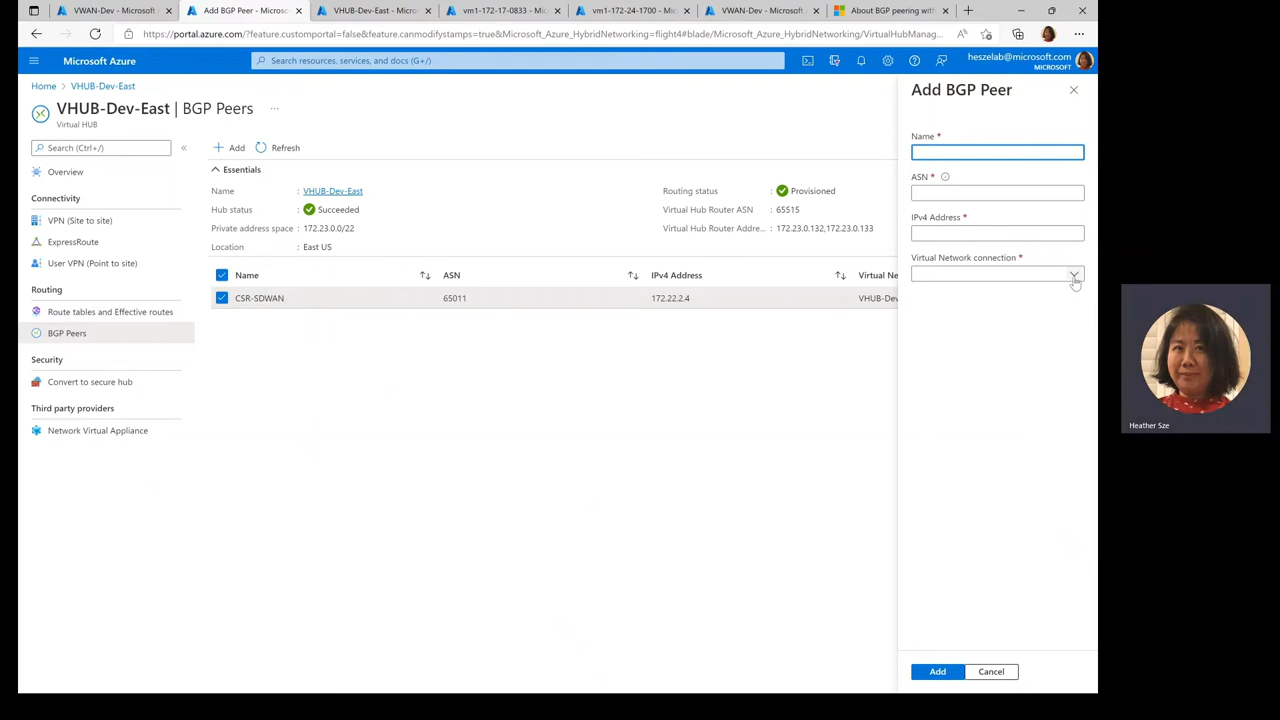 VWAN-Dev - Microsoft A
Add BGP Peer - Microso
VHUB-Dev-East - Micros
vm1-172-17-0833 - Micros
vm1-172-24-1700 - Micros
VWAN-Dev - Microsoft A
About BGP peering with
https://portal.azure.com/?feature.customportal=false&feature.canmodifystamps=true&Microsoft_Azure_HybridNetworking=flight4#blade/Microsoft_Azure_HybridNetworking/VirtualHubManag...
Microsoft Azure
Search resources, services, and docs (G+/)
heszelab@microsoft.com
MICROSOFT
Home > VHUB-Dev-East
VHUB-Dev-East | BGP Peers ...
Virtual HUB
Search (Ctrl+/)
Overview
Connectivity
VPN (Site to site)
ExpressRoute
User VPN (Point to site)
Routing
Route tables and Effective routes
BGP Peers
Security
Convert to secure hub
Third party providers
Network Virtual Appliance
Add
Refresh
Essentials
Name : VHUB-Dev-East
Hub status : Succeeded
Private address space : 172.23.0.0/22
Location : East US
Routing status : Provisioned
Virtual Hub Router ASN : 65515
Virtual Hub Router Addre... : 172.23.0.132,172.23.0.133
Name ASN IPv4 Address Virtual Ne
CSR-SDWAN 65011 172.22.2.4 VHUB-Dev
Add BGP Peer
Name *
ASN *
IPv4 Address *
Virtual Network connection *
Add
Cancel
Heather Sze